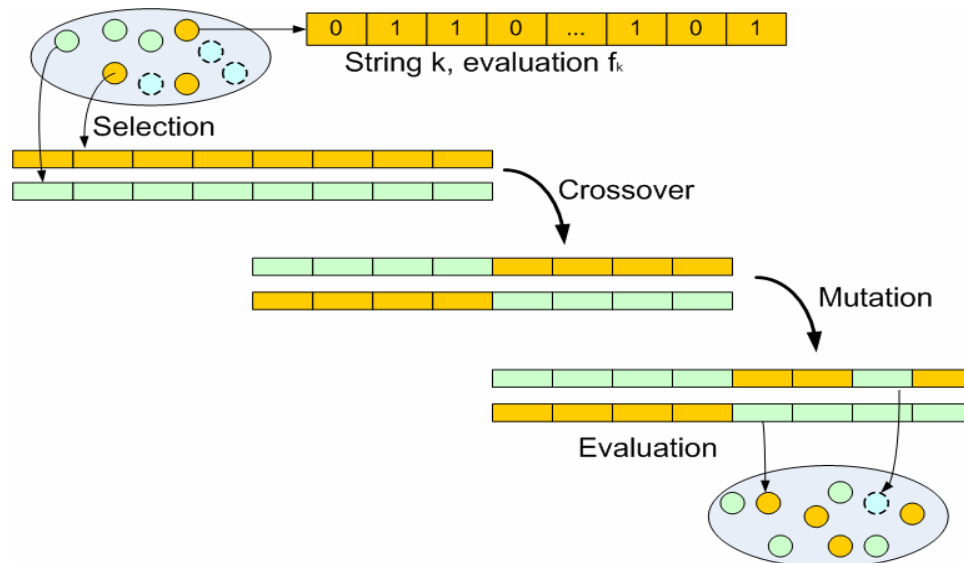 0 1 1 0 ... 1 0 1
String k, evaluation fₖ
Selection
Crossover
Mutation
Evaluation